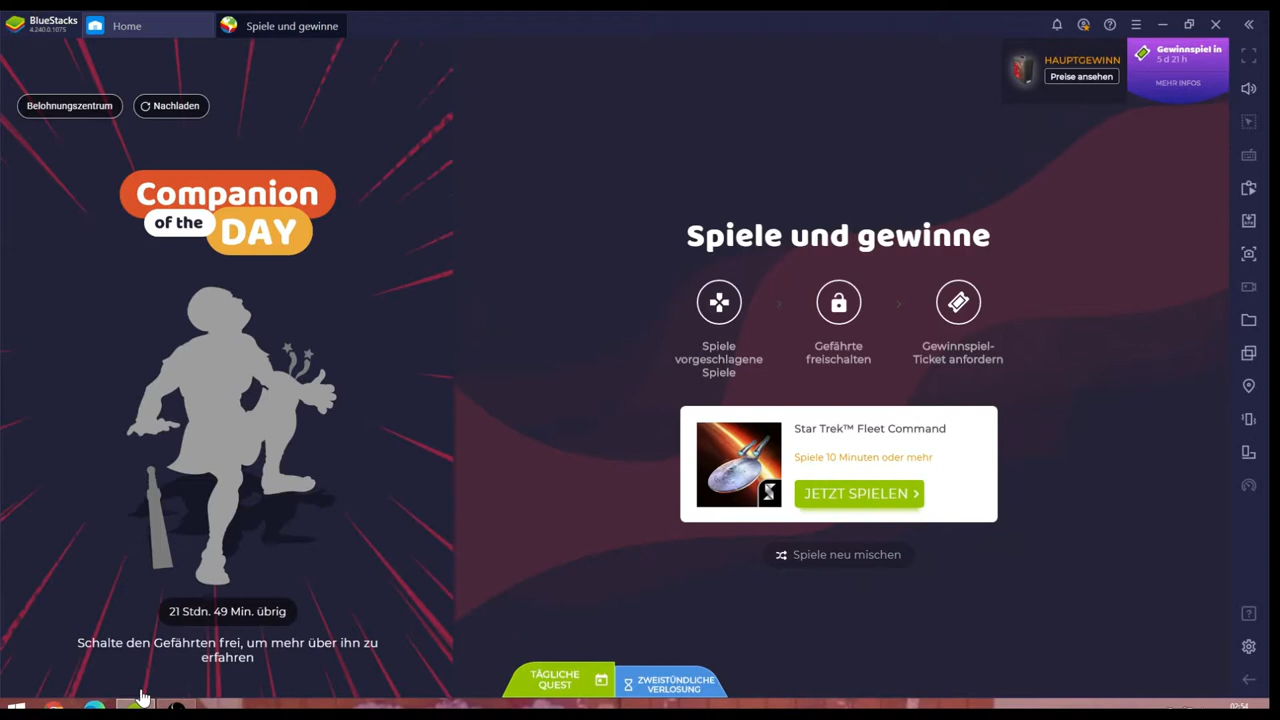 BlueStacks
4.240.0.1075
Home
Spiele und gewinne
HAUPTGEWINN
Preise ansehen
Gewinnspiel in
5 d 21 h
MEHR INFOS
Belohnungszentrum
Nachladen
Companion
of the
DAY
Spiele und gewinne
Spiele
vorgeschlagene
Spiele
Gefährte
freischalten
Gewinnspiel-
Ticket anfordern
Star Trek™ Fleet Command
Spiele 10 Minuten oder mehr
JETZT SPIELEN
Spiele neu mischen
21 Stdn. 49 Min. übrig
Schalte den Gefährten frei, um mehr über ihn zu
erfahren
TÄGLICHE
QUEST
ZWEISTÜNDLICHE
VERLOSUNG
02:54